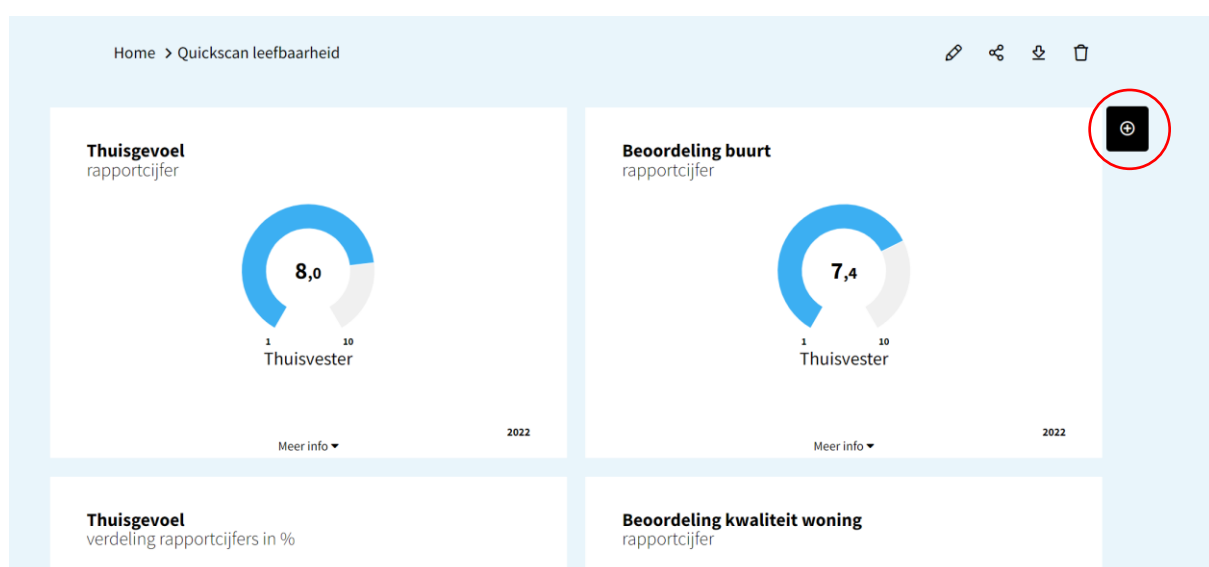 Home > Quickscan leefbaarheid
Thuisgevoel
rapportcijfer
8,0
1 10
Thuisvester
2022
Meer info
Beoordeling buurt
rapportcijfer
7,4
1 10
Thuisvester
2022
Meer info
Thuisgevoel
verdeling rapportcijfers in %
Beoordeling kwaliteit woning
rapportcijfer